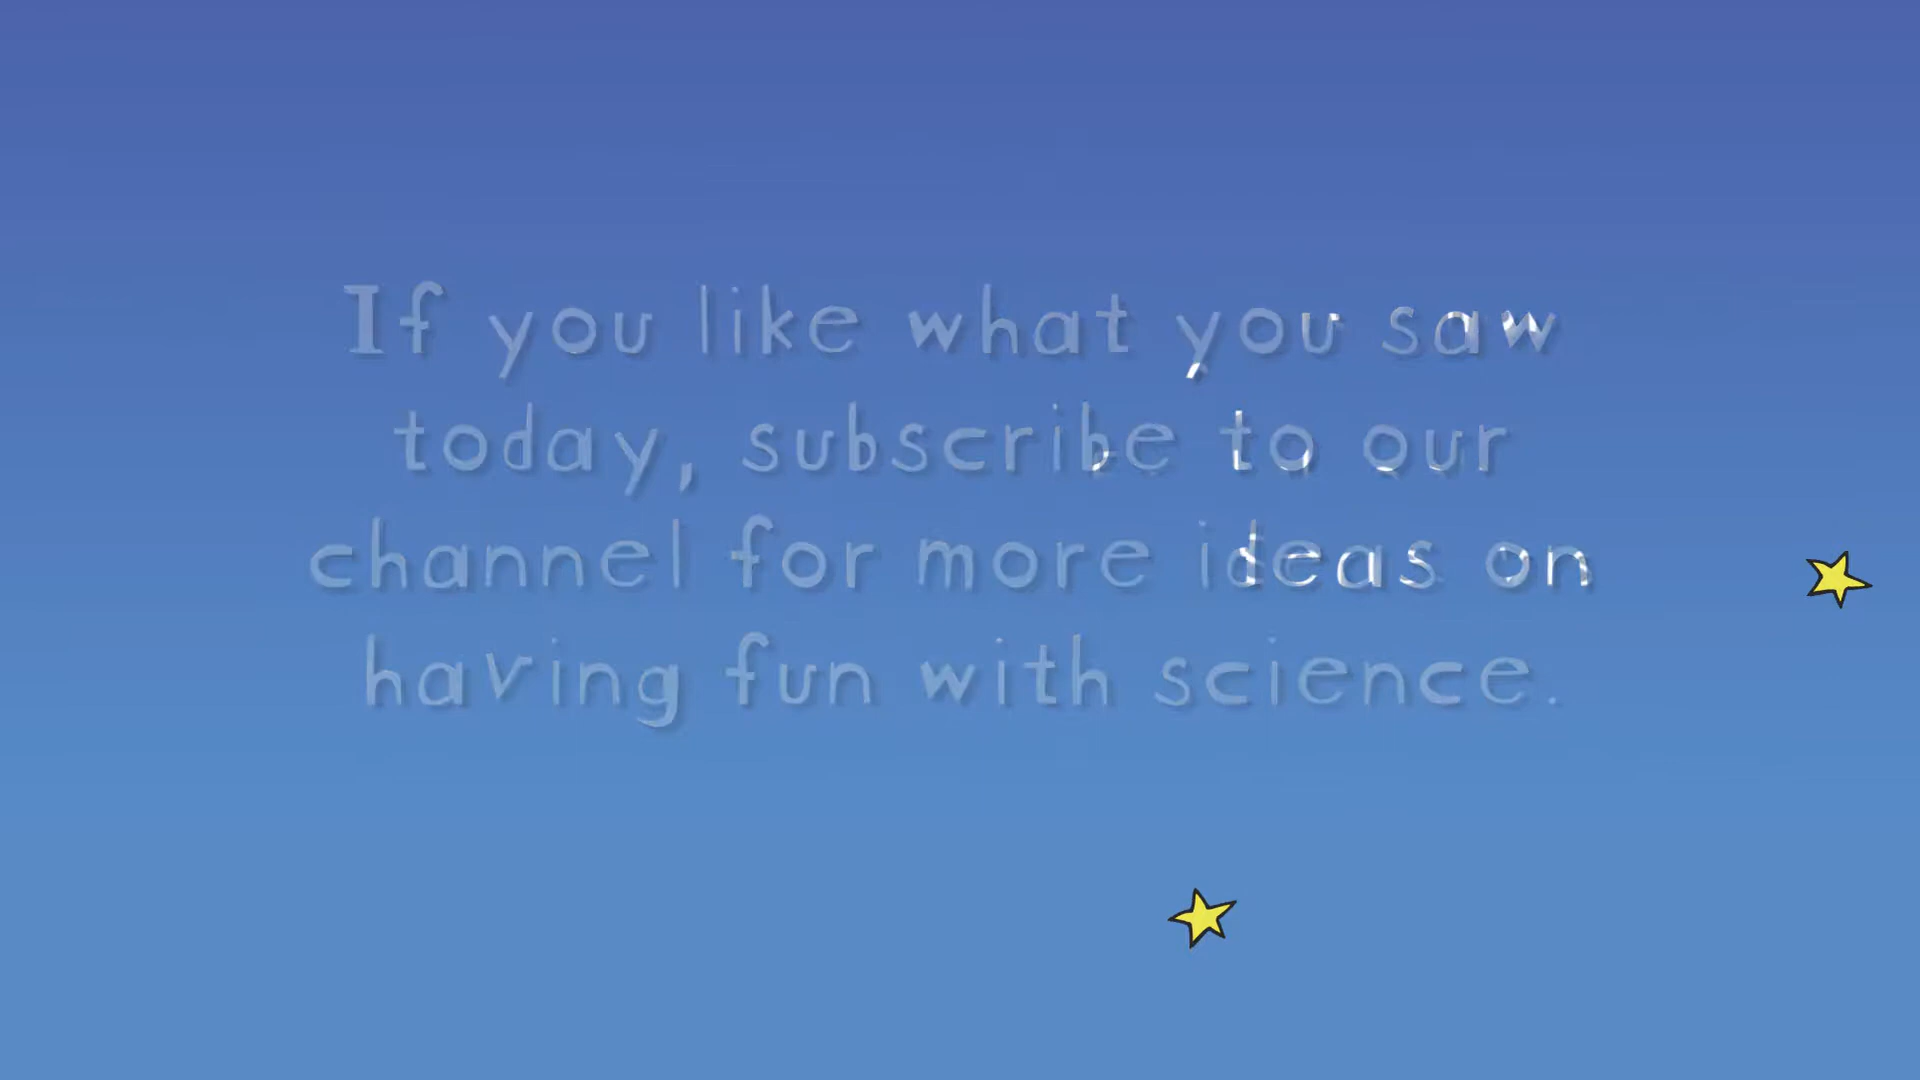 If you like what you saw
today, subscribe to our
channel for more ideas on
having fun with science.